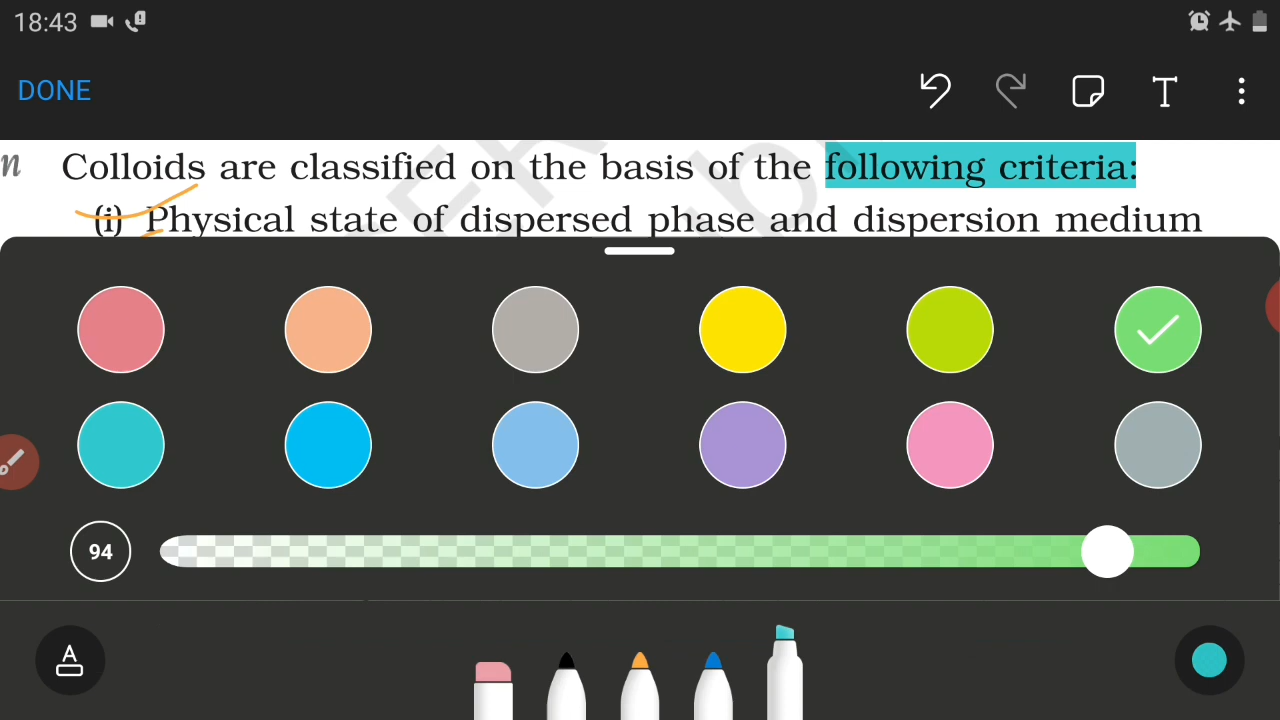 18:43
DONE
T
n Colloids are classified on the basis of the following criteria:
(i) Physical state of dispersed phase and dispersion medium
94
A